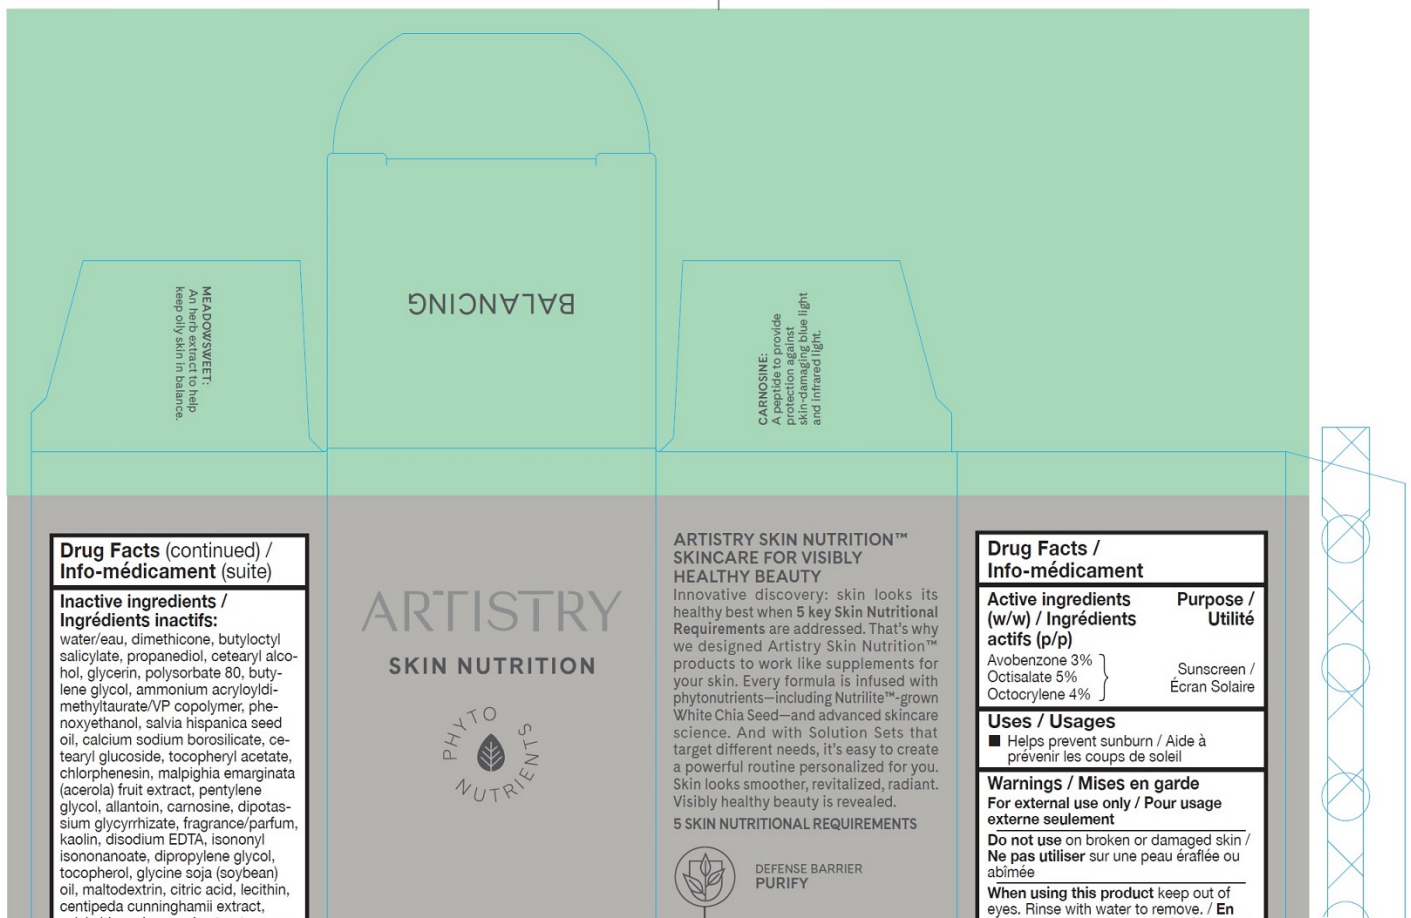 MEADOWSWEET:
An herb extract to help
keep oily skin in balance.
BALANCING
CARNOSINE:
A peptide to provide
protection against
skin-damaging blue light
and infrared light.
Drug Facts (continued) /
Info-médicament (suite)
Inactive ingredients /
Ingrédients inactifs:
water/eau, dimethicone, butyloctyl
salicylate, propanediol, cetearyl alco-
hol, glycerin, polysorbate 80, buty-
lene glycol, ammonium acryloyldi-
methyltaurate/VP copolymer, phe-
noxyethanol, salvia hispanica seed
oil, calcium sodium borosilicate, ce-
tearyl glucoside, tocopheryl acetate,
chlorphenesin, malpighia emarginata
(acerola) fruit extract, pentylene
glycol, allantoin, carnosine, dipotas-
sium glycyrrhizate, fragrance/parfum,
kaolin, disodium EDTA, isononyl
isononanoate, dipropylene glycol,
tocopherol, glycine soja (soybean)
oil, maltodextrin, citric acid, lecithin,
centipeda cunninghamii extract,
ARTISTRY
SKIN NUTRITION
PHYTO
NUTRIENTS
ARTISTRY SKIN NUTRITION™
SKINCARE FOR VISIBLY
HEALTHY BEAUTY
Innovative discovery: skin looks its
healthy best when 5 key Skin Nutritional
Requirements are addressed. That's why
we designed Artistry Skin Nutrition™
products to work like supplements for
your skin. Every formula is infused with
phytonutrients—including Nutrilite™-grown
White Chia Seed—and advanced skincare
science. And with Solution Sets that
target different needs, it's easy to create
a powerful routine personalized for you.
Skin looks smoother, revitalized, radiant.
Visibly healthy beauty is revealed.
5 SKIN NUTRITIONAL REQUIREMENTS
DEFENSE BARRIER
PURIFY
Drug Facts /
Info-médicament
Active ingredients Purpose /
(w/w) / Ingrédients Utilité
actifs (p/p)
Avobenzone 3%
Octisalate 5% Sunscreen /
Octocrylene 4% Écran Solaire
Uses / Usages
■ Helps prevent sunburn / Aide à
prévenir les coups de soleil
Warnings / Mises en garde
For external use only / Pour usage
externe seulement
Do not use on broken or damaged skin /
Ne pas utiliser sur une peau éraflée ou
abîmée
When using this product keep out of
eyes. Rinse with water to remove. / En